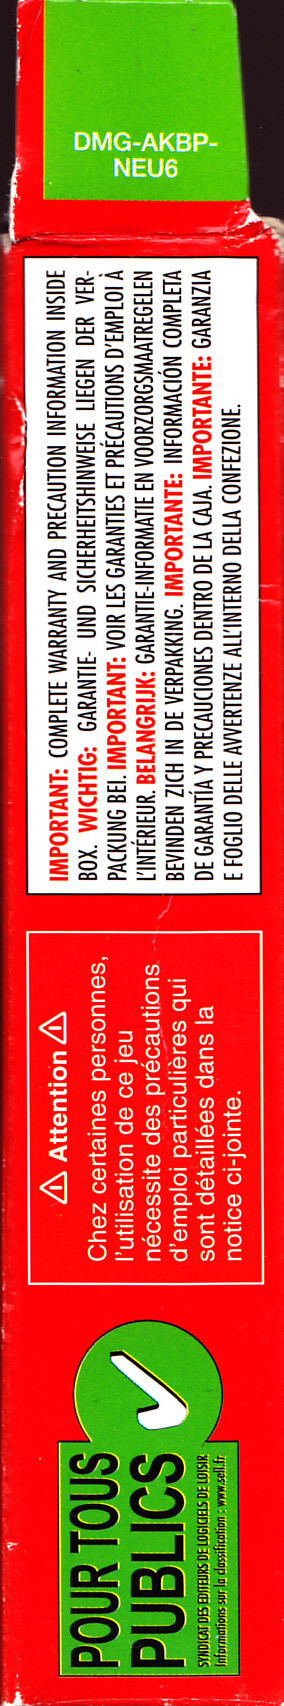 DMG-AKBP-
NEU6
IMPORTANT: COMPLETE WARRANTY AND PRECAUTION INFORMATION INSIDE
BOX. WICHTIG: GARANTIE- UND SICHERHEITSHINWEISE LIEGEN DER VER-
PACKUNG BEI. IMPORTANT: VOIR LES GARANTIES ET PRÉCAUTIONS D'EMPLOI À
L'INTÉRIEUR. BELANGRIJK: GARANTIE-INFORMATIE EN VOORZORGSMAATREGELEN
BEVINDEN ZICH IN DE VERPAKKING. IMPORTANTE: INFORMACIÓN COMPLETA
DE GARANTÍA Y PRECAUCIONES DENTRO DE LA CAJA. IMPORTANTE: GARANZIA
E FOGLIO DELLE AVVERTENZE ALL'INTERNO DELLA CONFEZIONE.
⚠ Attention ⚠
Chez certaines personnes,
l'utilisation de ce jeu
nécessite des précautions
d'emploi particulières qui
sont détaillées dans la
notice ci-jointe.
POUR TOUS
PUBLICS
SYNDICAT DES EDITEURS DE LOGICIELS DE LOISIR
Informations sur la classification : www.sell.fr